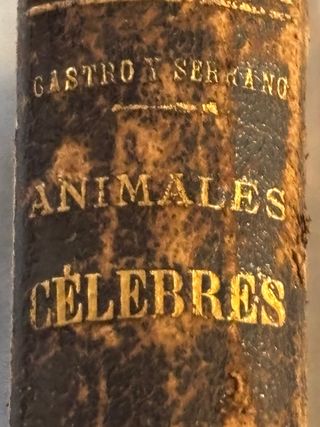 CASTRO Y SERRANO
ANIMALES
CÉLEBRES